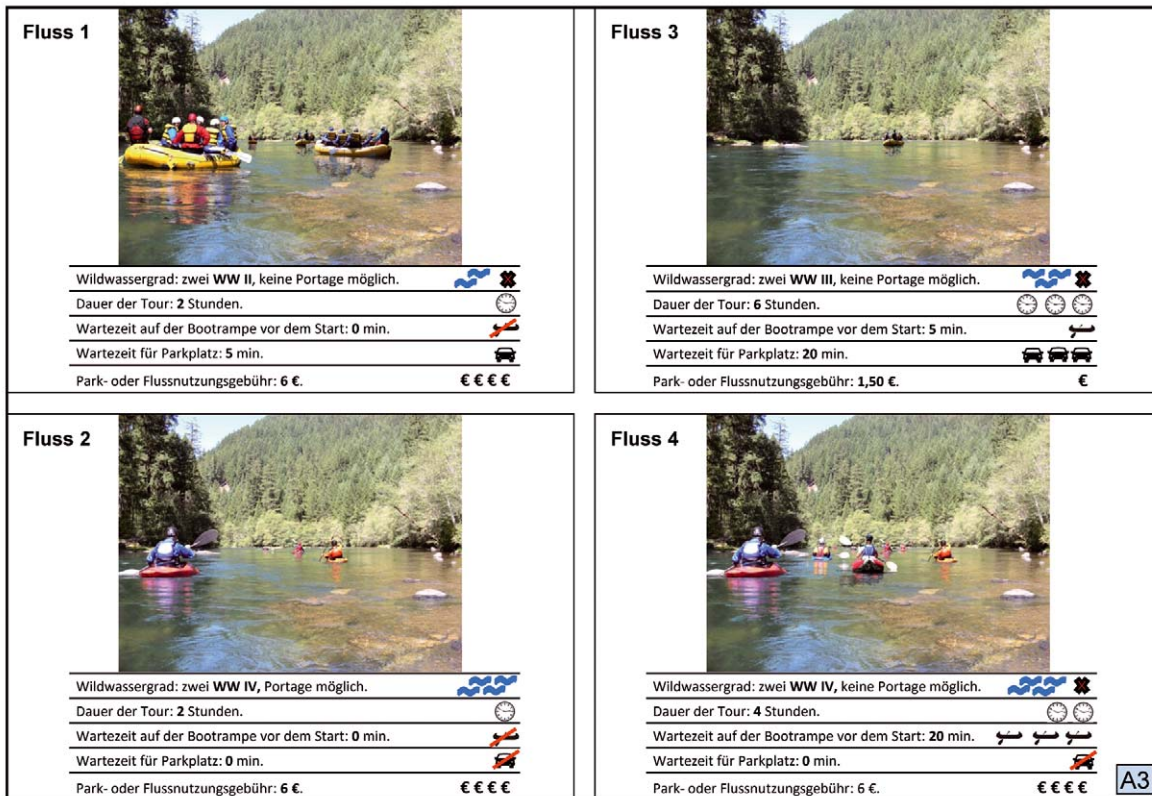 Fluss 1
Wildwassergrad: zwei WW II, keine Portage möglich.
Dauer der Tour: 2 Stunden.
Wartezeit auf der Bootrampe vor dem Start: 0 min.
Wartezeit für Parkplatz: 5 min.
Park- oder Flussnutzungsgebühr: 6 €. € € € €
Fluss 2
Wildwassergrad: zwei WW IV, Portage möglich.
Dauer der Tour: 2 Stunden.
Wartezeit auf der Bootrampe vor dem Start: 0 min.
Wartezeit für Parkplatz: 0 min.
Park- oder Flussnutzungsgebühr: 6 €. € € € €
Fluss 3
Wildwassergrad: zwei WW III, keine Portage möglich.
Dauer der Tour: 6 Stunden.
Wartezeit auf der Bootrampe vor dem Start: 5 min.
Wartezeit für Parkplatz: 20 min.
Park- oder Flussnutzungsgebühr: 1,50 €. €
Fluss 4
Wildwassergrad: zwei WW IV, keine Portage möglich.
Dauer der Tour: 4 Stunden.
Wartezeit auf der Bootrampe vor dem Start: 20 min.
Wartezeit für Parkplatz: 0 min.
Park- oder Flussnutzungsgebühr: 6 €. € € € €
A3